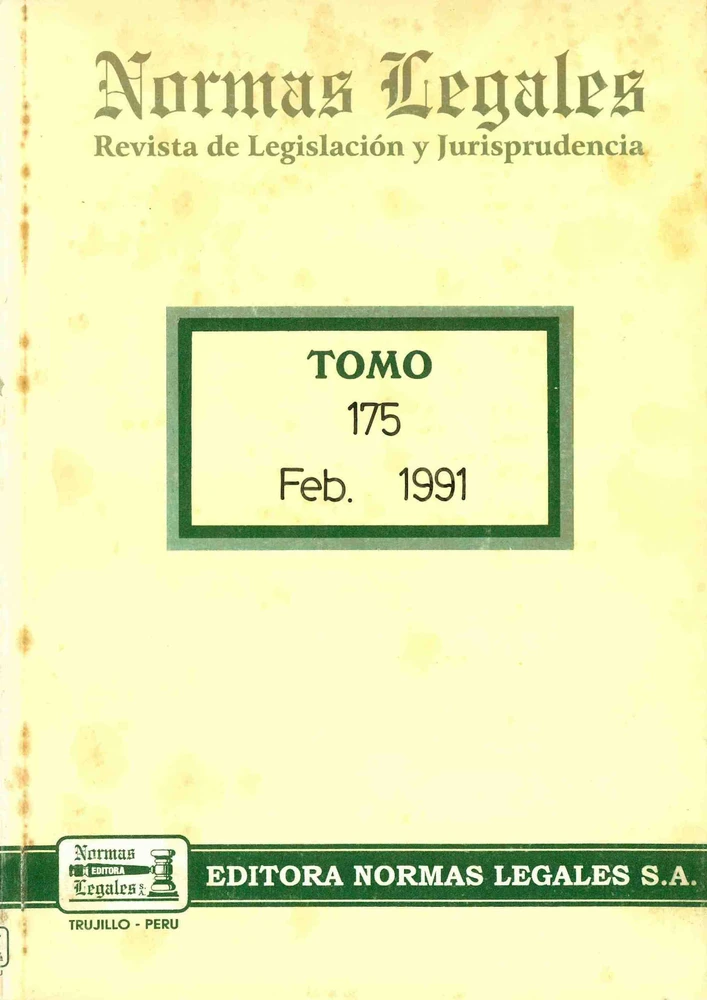 Normas Legales
Revista de Legislación y Jurisprudencia
TOMO
175
Feb. 1991
Normas
EDITORA
Legales S.A.
EDITORA NORMAS LEGALES S.A.
TRUJILLO - PERU